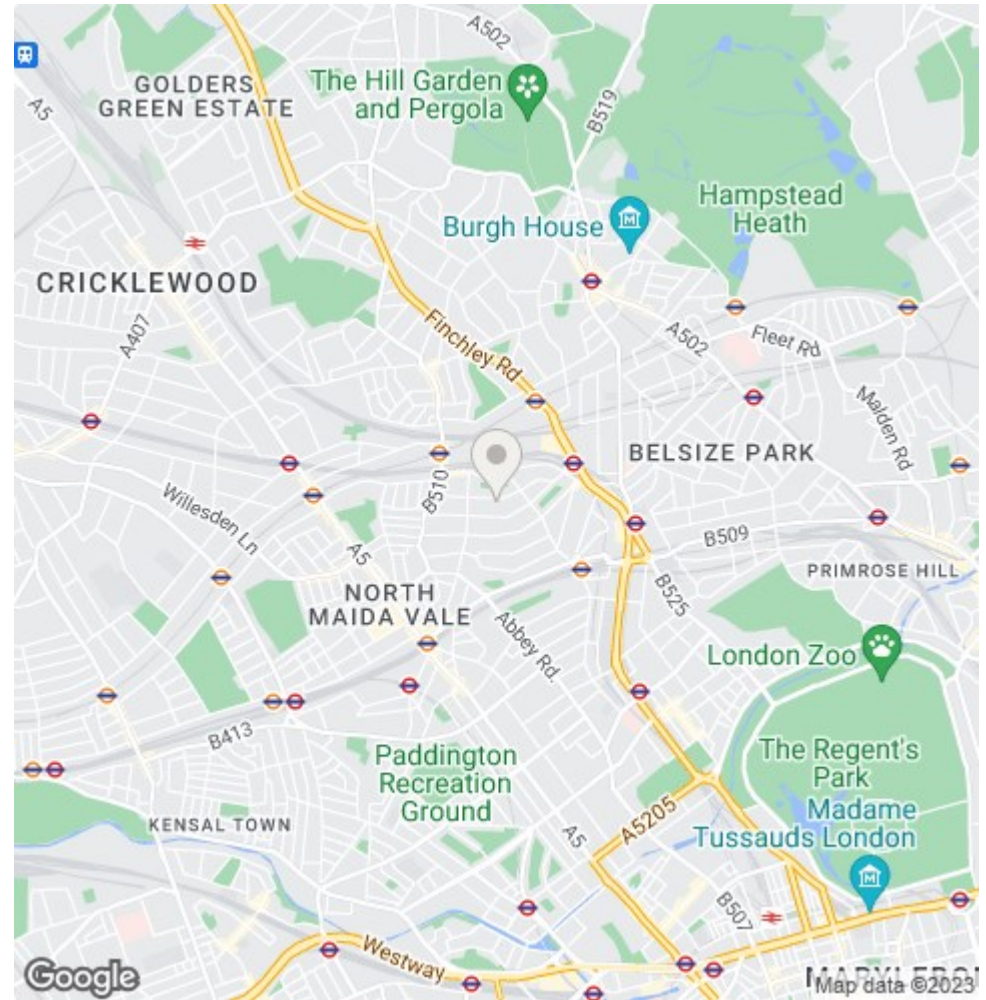 A502
GOLDERS
GREEN ESTATE
The Hill Garden
and Pergola
A5
B519
Hampstead
Heath
Burgh House
CRICKLEWOOD
A407
Finchley Rd
A502
Fleet Rd
Malden Rd
BELSIZE PARK
B510
Willesden Ln
A5
B509
PRIMROSE HILL
B525
NORTH
MAIDA VALE
Abbey Rd.
London Zoo
B413
Paddington
Recreation
Ground
The Regent's
Park
Madame
Tussauds London
KENSAL TOWN
A5
A5205
B507
Westway
Google
Map data ©2023